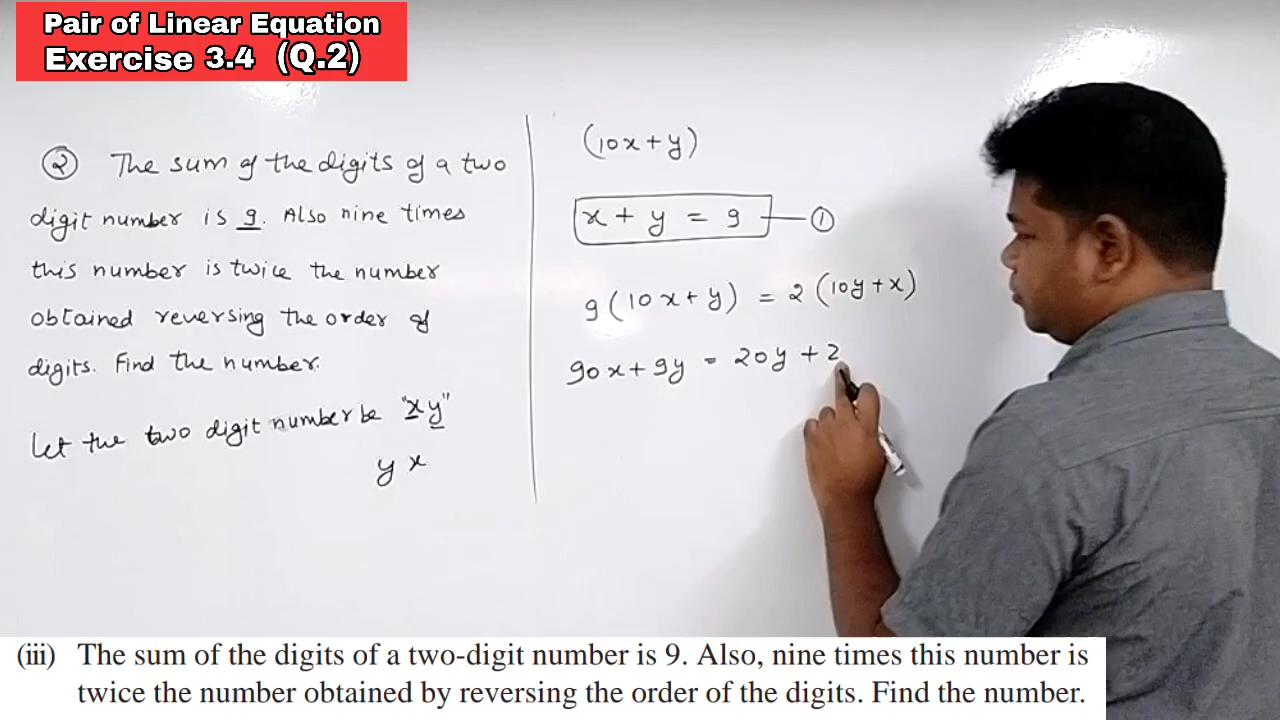 Pair of Linear Equation
Exercise 3.4 (Q.2)
② The sum of the digits of a two
digit number is 9. Also nine times
this number is twice the number
obtained reversing the order of
digits. Find the number.
Let the two digit number be "xy"
y x
(10x+y)
x + y = 9 — ①
9(10x+y) = 2(10y+x)
90x+9y = 20y+2
(iii) The sum of the digits of a two-digit number is 9. Also, nine times this number is
twice the number obtained by reversing the order of the digits. Find the number.